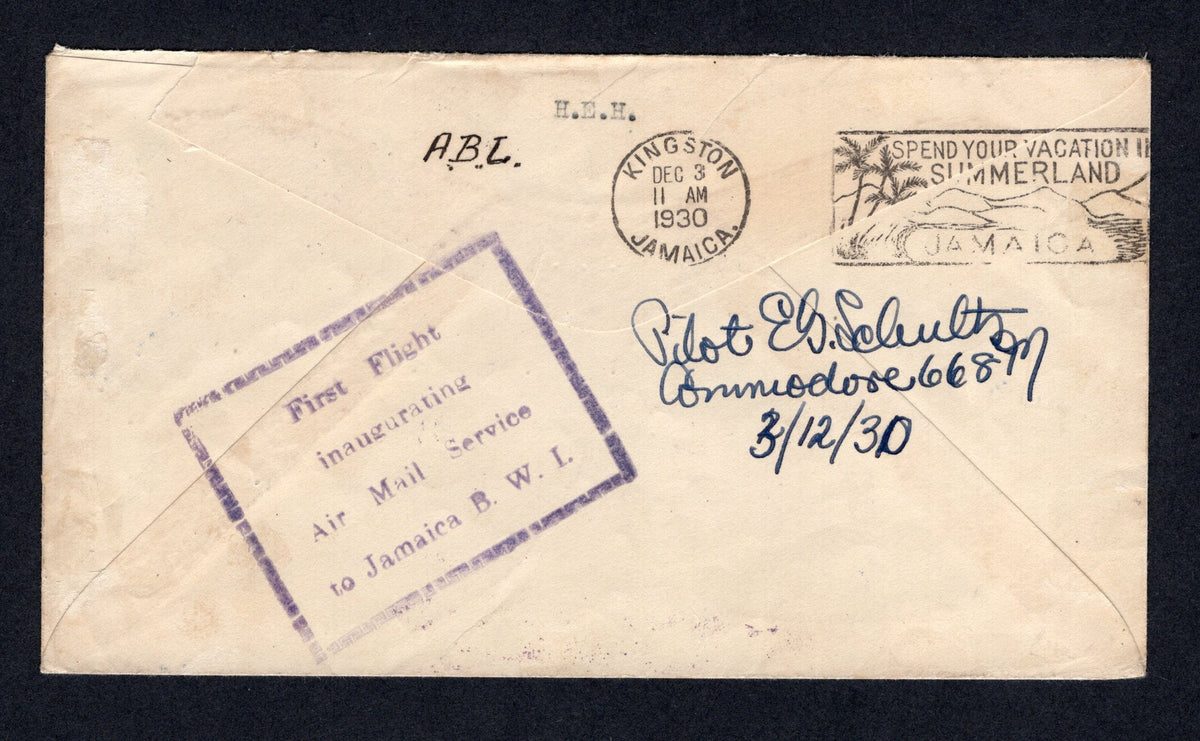 H.E.H.
A.B.L.
KINGSTON
DEC 3
11 AM
1930
JAMAICA.
SPEND YOUR VACATION IN
SUMMERLAND
JAMAICA
First Flight
inaugurating
Air Mail Service
to Jamaica B. W. I.
Pilot E.G. Schultz
Commodore 668M
3/12/30